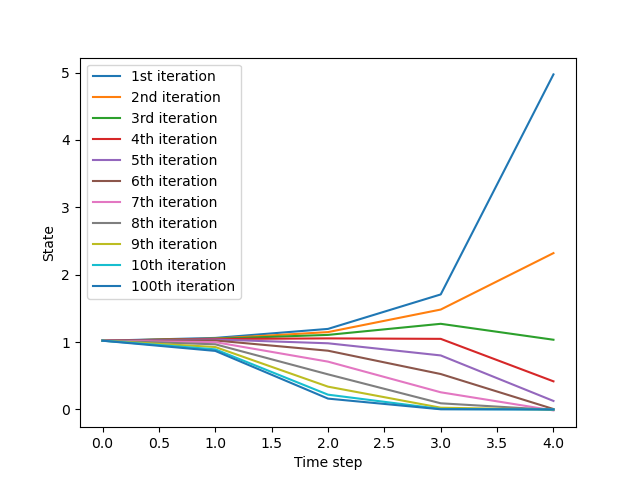 5
4
3
2
1
0
State
1st iteration
2nd iteration
3rd iteration
4th iteration
5th iteration
6th iteration
7th iteration
8th iteration
9th iteration
10th iteration
100th iteration
0.0 0.5 1.0 1.5 2.0 2.5 3.0 3.5 4.0
Time step